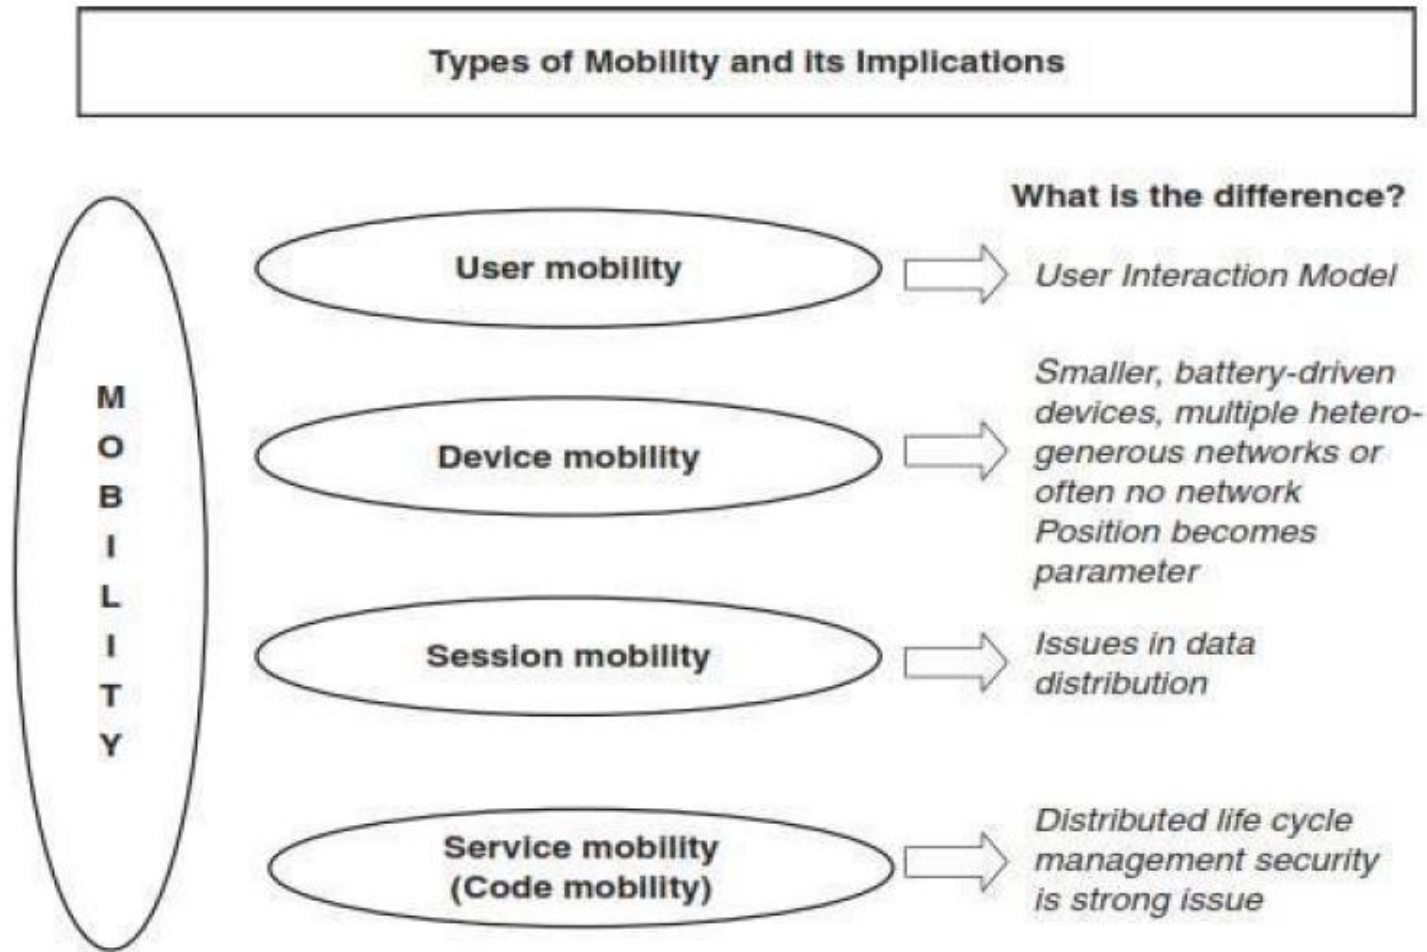 Types of Mobility and its Implications
What is the difference?
M
O
B
I
L
I
T
Y
User mobility
User Interaction Model
Device mobility
Smaller, battery-driven
devices, multiple hetero-
generous networks or
often no network
Position becomes
parameter
Session mobility
Issues in data
distribution
Service mobility
(Code mobility)
Distributed life cycle
management security
is strong issue